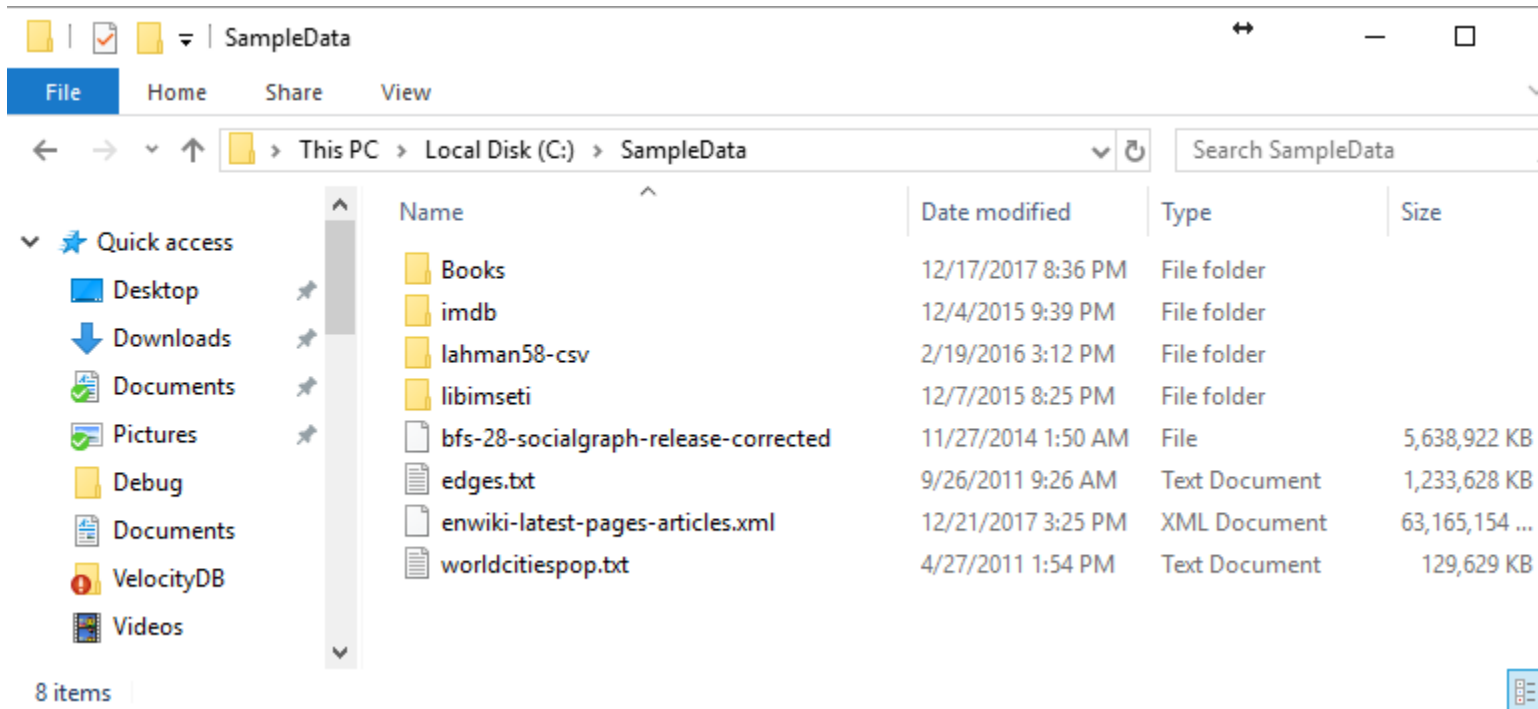 SampleData
File Home Share View
This PC > Local Disk (C:) > SampleData Search SampleData
Name Date modified Type Size
Quick access
Desktop
Downloads
Documents
Pictures
Debug
Documents
VelocityDB
Videos
Books 12/17/2017 8:36 PM File folder
imdb 12/4/2015 9:39 PM File folder
lahman58-csv 2/19/2016 3:12 PM File folder
libimseti 12/7/2015 8:25 PM File folder
bfs-28-socialgraph-release-corrected 11/27/2014 1:50 AM File 5,638,922 KB
edges.txt 9/26/2011 9:26 AM Text Document 1,233,628 KB
enwiki-latest-pages-articles.xml 12/21/2017 3:25 PM XML Document 63,165,154 ...
worldcitiespop.txt 4/27/2011 1:54 PM Text Document 129,629 KB
8 items